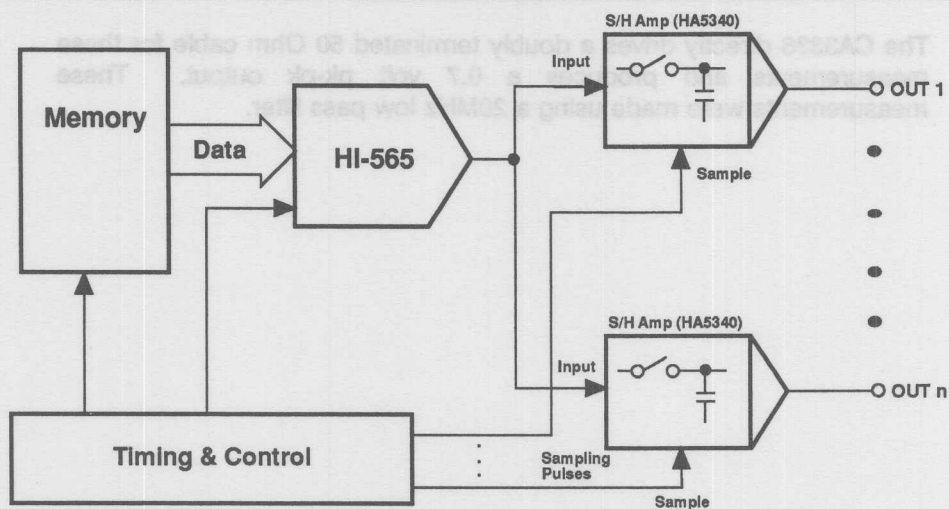 The CA3338 directly drives a doubly terminated 50 Ohm cable for these
measurements and produces a 0.7 volt pk-pk output. These
measurements were made using a 20MHz low pass filter.
S/H Amp (HA5340)
Input
OUT 1
Memory
Data
HI-565
Sample
S/H Amp (HA5340)
Input
OUT n
Timing & Control
Sampling
Pulses
Sample